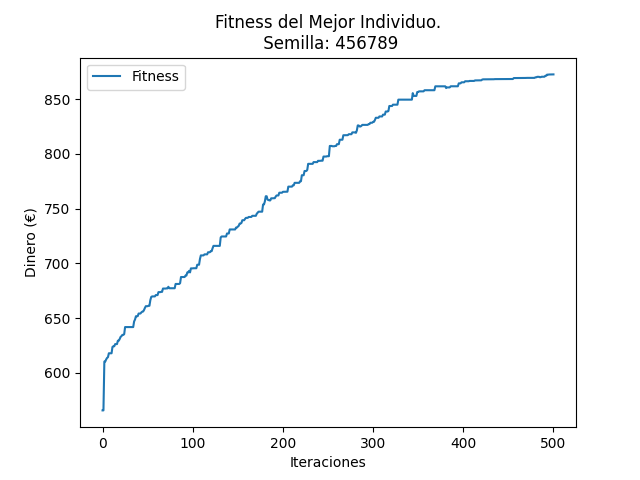 Fitness del Mejor Individuo.
Semilla: 456789
Fitness
850
800
750
700
650
600
Dinero (€)
0 100 200 300 400 500
Iteraciones